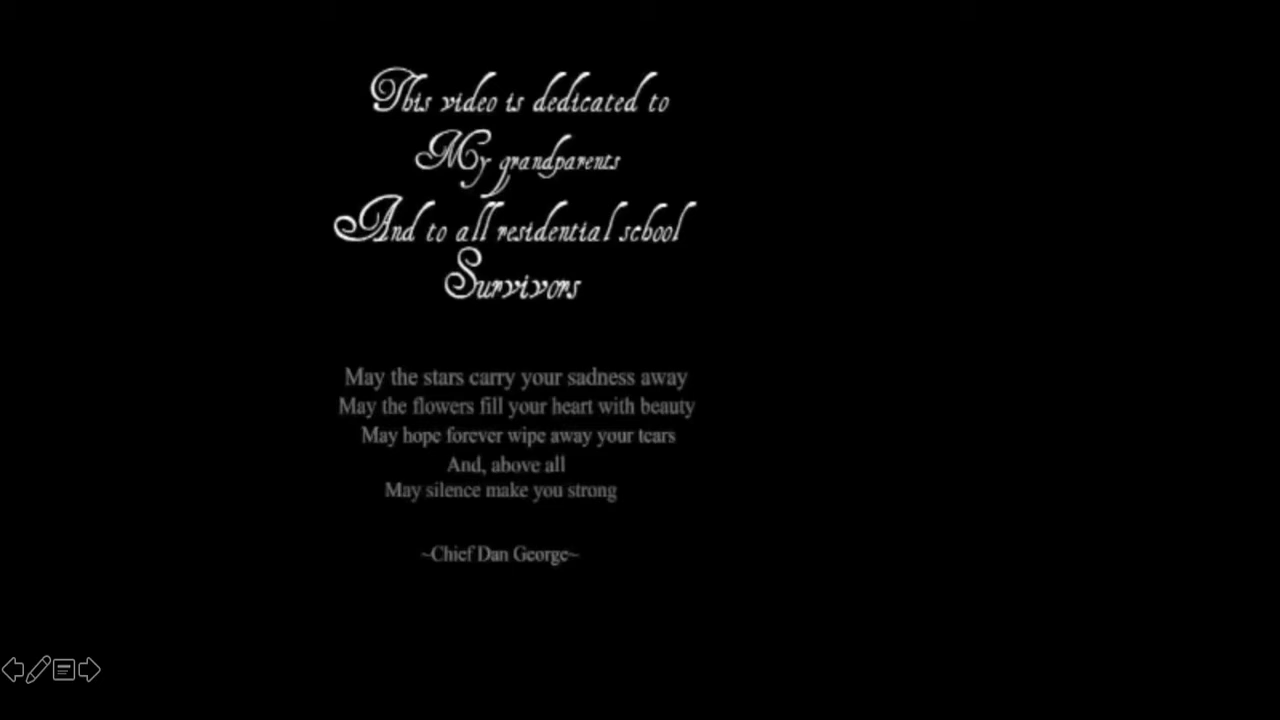 This video is dedicated to
My grandparents
And to all residential school
Survivors
May the stars carry your sadness away
May the flowers fill your heart with beauty
May hope forever wipe away your tears
And, above all
May silence make you strong
~Chief Dan George~